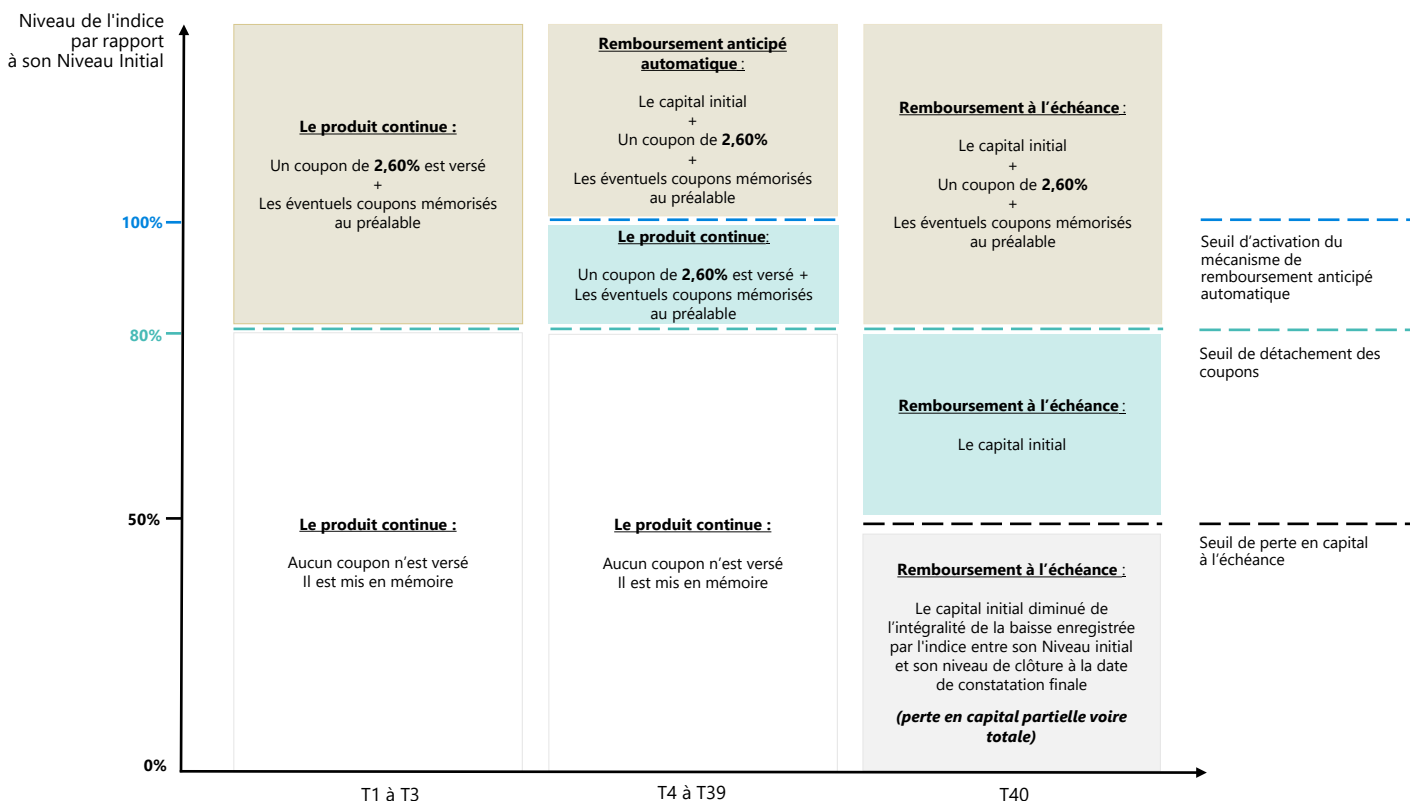 Niveau de l'indice
par rapport
à son Niveau Initial
100%
80%
50%
0%
Le produit continue :
Un coupon de 2,60% est versé
+
Les éventuels coupons mémorisés
au préalable
Le produit continue :
Aucun coupon n’est versé
Il est mis en mémoire
T1 à T3
Remboursement anticipé
automatique :
Le capital initial
+
Un coupon de 2,60%
+
Les éventuels coupons mémorisés
au préalable
Le produit continue:
Un coupon de 2,60% est versé +
Les éventuels coupons mémorisés
au préalable
Le produit continue :
Aucun coupon n’est versé
Il est mis en mémoire
T4 à T39
Remboursement à l’échéance :
Le capital initial
+
Un coupon de 2,60%
+
Les éventuels coupons mémorisés
au préalable
Remboursement à l’échéance :
Le capital initial
Remboursement à l’échéance :
Le capital initial diminué de
l’intégralité de la baisse enregistrée
par l'indice entre son Niveau initial
et son niveau de clôture à la date
de constatation finale
(perte en capital partielle voire
totale)
T40
Seuil d’activation du
mécanisme de
remboursement anticipé
automatique
Seuil de détachement des
coupons
Seuil de perte en capital
à l’échéance